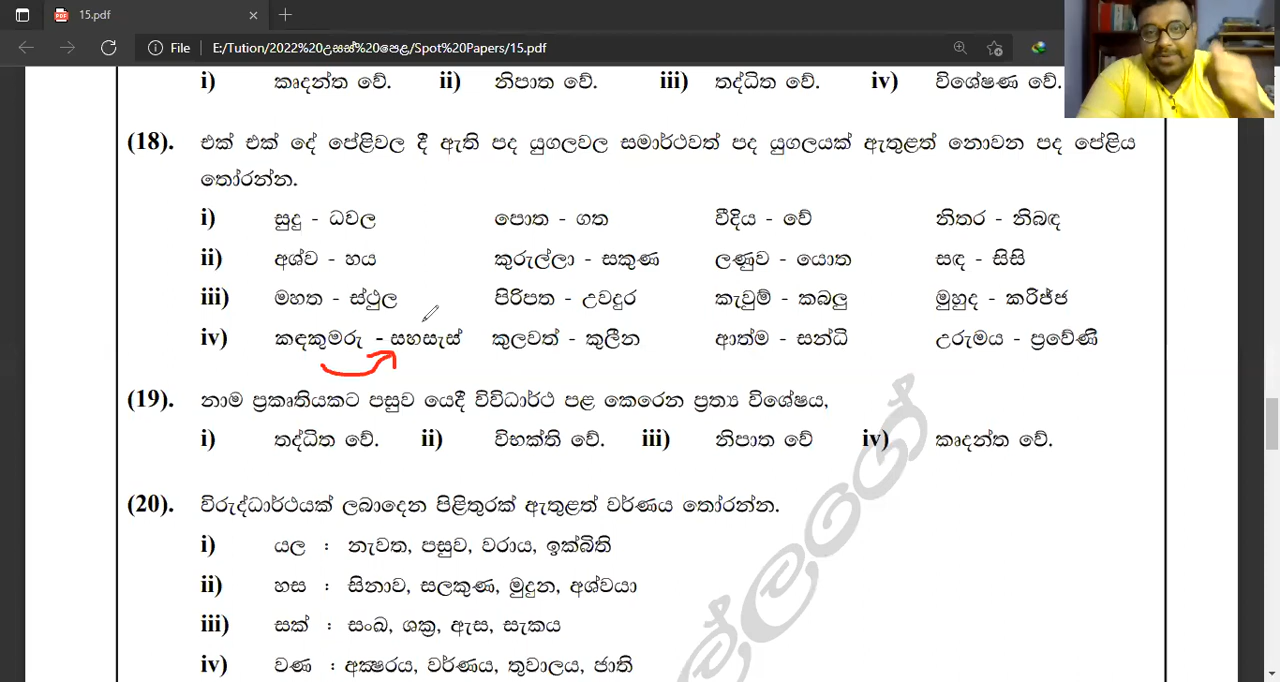 15.pdf
File E:/Tution/2022%20උසස්%20පෙළ/Spot%20Papers/15.pdf
i) කෘදන්ත වේ. ii) නිපාත වේ. iii) තද්ධිත වේ. iv) විශේෂණ වේ.
(18). එක් එක් දේ පේළිවල දී ඇති පද යුගලවල සමාර්ථවත් පද යුගලයක් ඇතුළත් නොවන පද පේළිය
තෝරන්න.
i) සුදු - ධවල පොත - ගත වීදිය - වේ නිතර - නිබඳ
ii) අශ්ව - හය කුරුල්ලා - සකුණ ලණුව - යොත සඳ - සිසි
iii) මහත - ස්ථුල පිරිපත - උවදුර කැවුම් - කබලු මුහුද - කරිජ්ජ
iv) කඳකුමරු - සහසැස් කුලවත් - කුලීන ආත්ම - සන්ධි උරුමය - ප්‍රවේණි
(19). නාම ප්‍රකෘතියකට පසුව යෙදී විවිධාර්ථ පළ කෙරෙන ප්‍රත්‍ය විශේෂය,
i) තද්ධිත වේ. ii) විභක්ති වේ. iii) නිපාත වේ iv) කෘදන්ත වේ.
(20). විරුද්ධාර්ථයක් ලබාදෙන පිළිතුරක් ඇතුළත් වර්ණය තෝරන්න.
i) යල : නැවත, පසුව, වරාය, ඉක්බිති
ii) හස : සිනාව, සලකුණ, මුදුන, අශ්වයා
iii) සක් : සංඛ, ශක්‍ර, ඇස, සැකය
iv) වණ : අක්‍ෂරය, වර්ණය, තුවාලය, ජාති